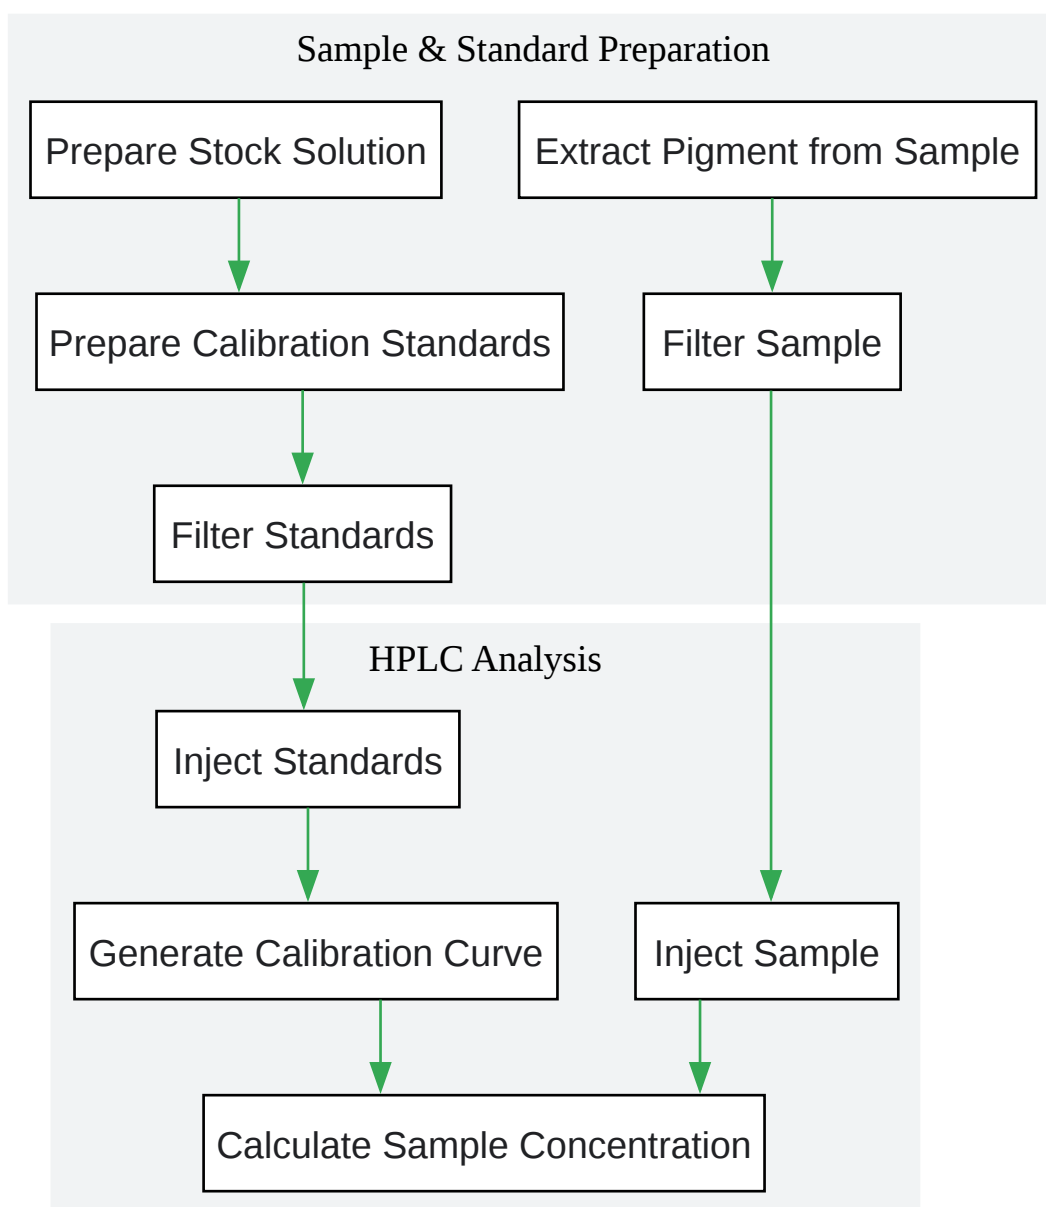 Sample & Standard Preparation
Prepare Stock Solution
Extract Pigment from Sample
Prepare Calibration Standards
Filter Sample
Filter Standards
HPLC Analysis
Inject Standards
Generate Calibration Curve
Inject Sample
Calculate Sample Concentration